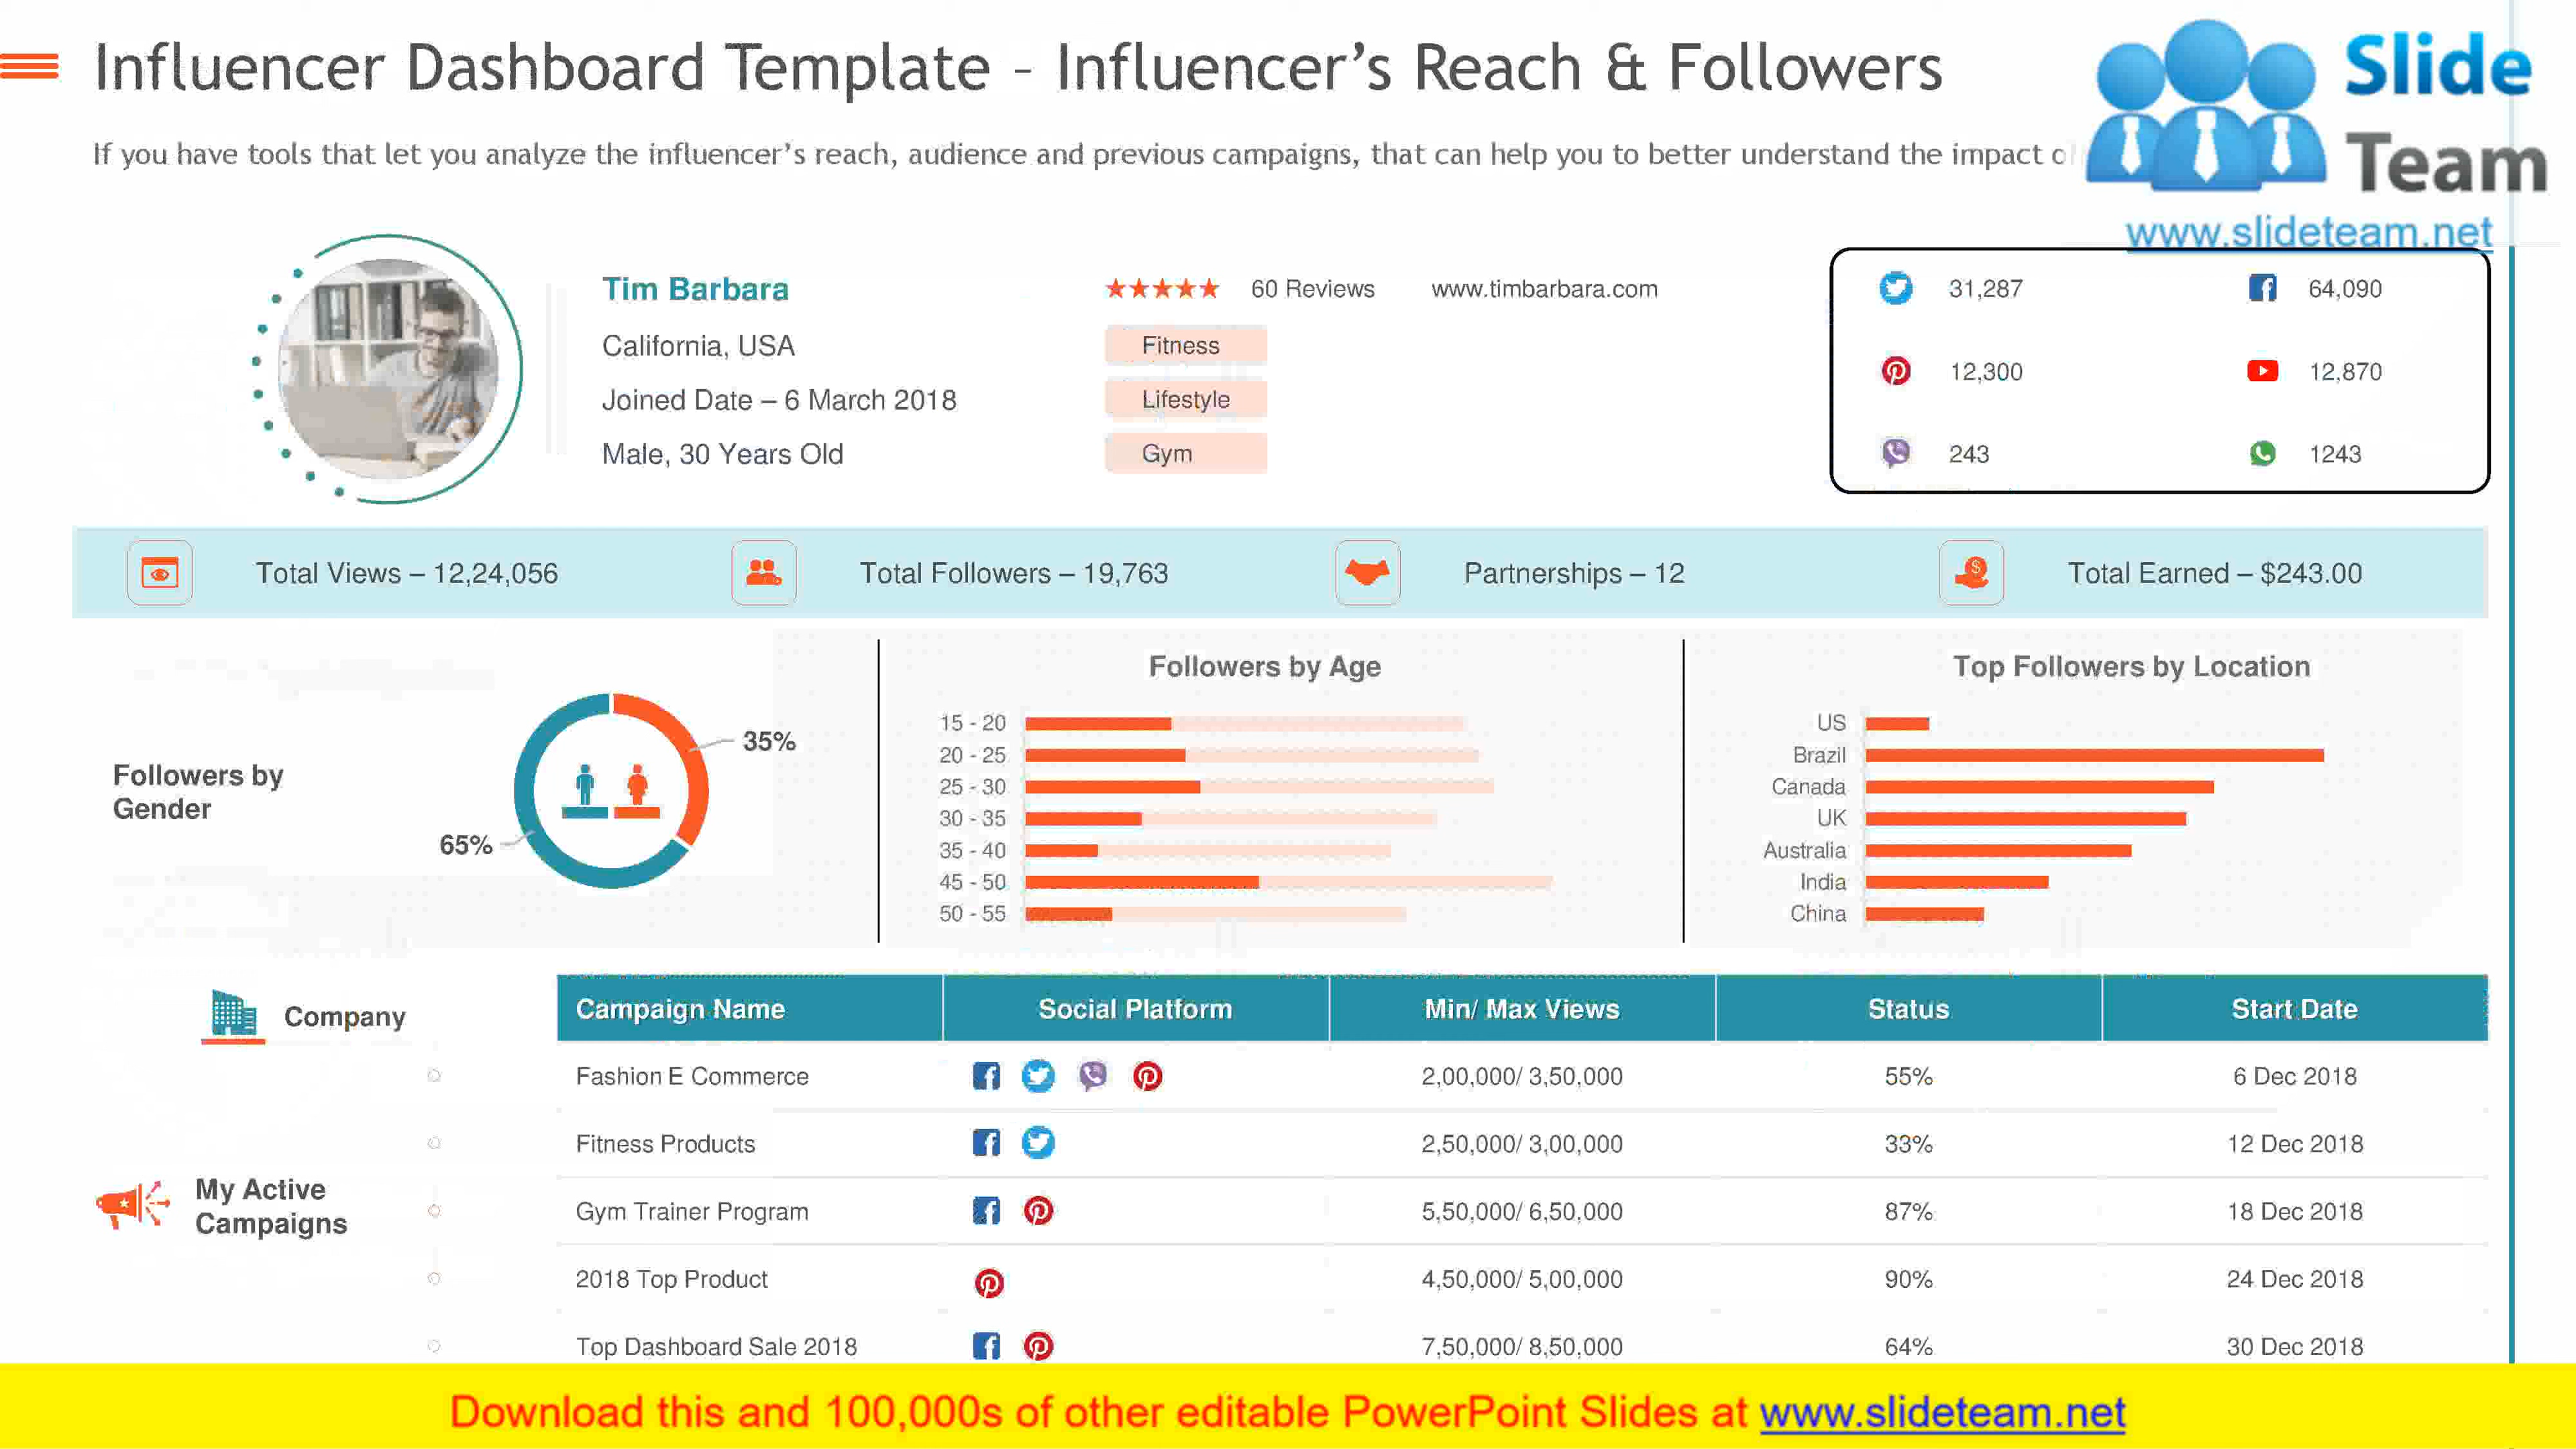 Influencer Dashboard Template - Influencer’s Reach & Followers
Slide
Team
www.slideteam.net
If you have tools that let you analyze the influencer’s reach, audience and previous campaigns, that can help you to better understand the impact
Tim Barbara
California, USA
Joined Date – 6 March 2018
Male, 30 Years Old
60 Reviews www.timbarbara.com
Fitness
Lifestyle
Gym
31,287 64,090
12,300 12,870
243 1243
Total Views – 12,24,056 Total Followers – 19,763 Partnerships – 12 Total Earned – $243.00
Followers by
Gender
35%
65%
Followers by Age
15 - 20
20 - 25
25 - 30
30 - 35
35 - 40
45 - 50
50 - 55
Top Followers by Location
US
Brazil
Canada
UK
Australia
India
China
Company
My Active
Campaigns
Campaign Name Social Platform Min/ Max Views Status Start Date
Fashion E Commerce 2,00,000/ 3,50,000 55% 6 Dec 2018
Fitness Products 2,50,000/ 3,00,000 33% 12 Dec 2018
Gym Trainer Program 5,50,000/ 6,50,000 87% 18 Dec 2018
2018 Top Product 4,50,000/ 5,00,000 90% 24 Dec 2018
Top Dashboard Sale 2018 7,50,000/ 8,50,000 64% 30 Dec 2018
Download this and 100,000s of other editable PowerPoint Slides at www.slideteam.net